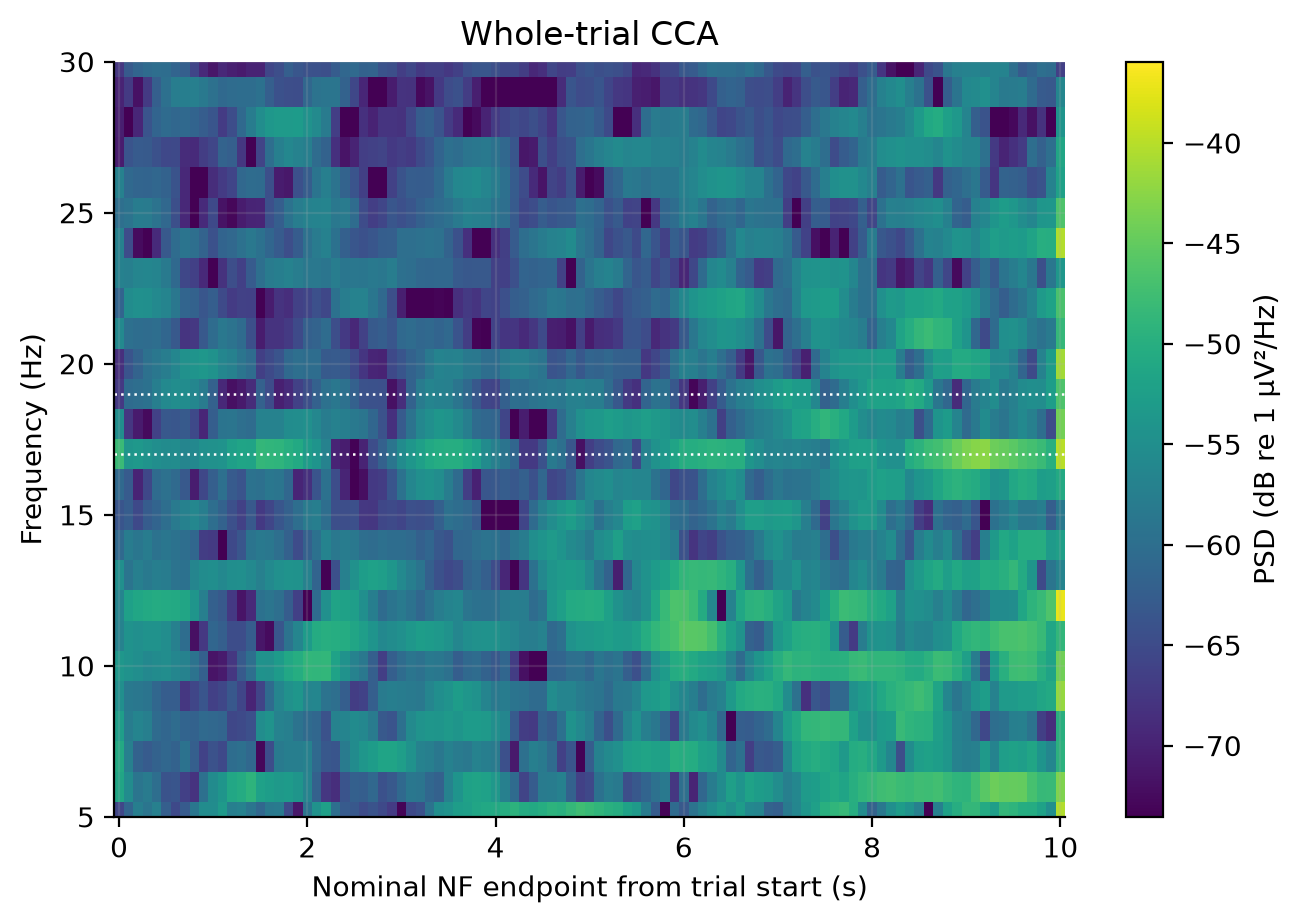 Whole-trial CCA
Frequency (Hz)
30
25
20
15
10
5
0 2 4 6 8 10
Nominal NF endpoint from trial start (s)
−40
−45
−50
−55
−60
−65
−70
PSD (dB re 1 µV²/Hz)